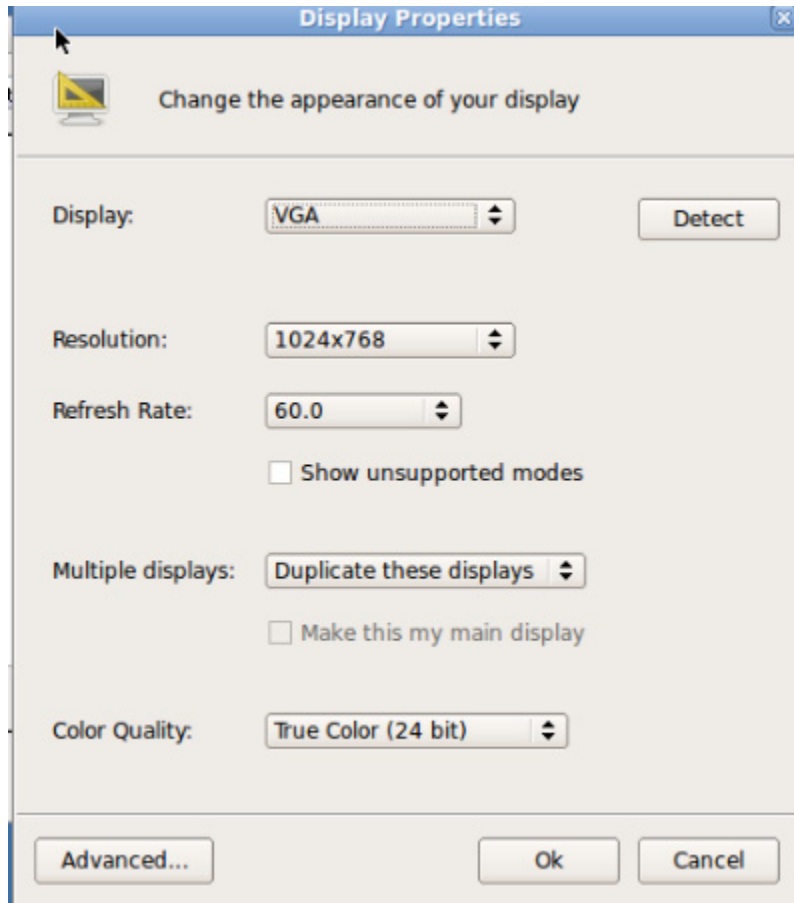 Display Properties
Change the appearance of your display
Display: VGA Detect
Resolution: 1024x768
Refresh Rate: 60.0
Show unsupported modes
Multiple displays: Duplicate these displays
Make this my main display
Color Quality: True Color (24 bit)
Advanced... Ok Cancel